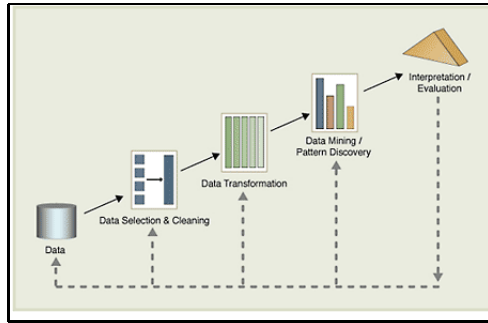 Interpretation /
Evaluation
Data Mining /
Pattern Discovery
Data Transformation
Data Selection & Cleaning
Data